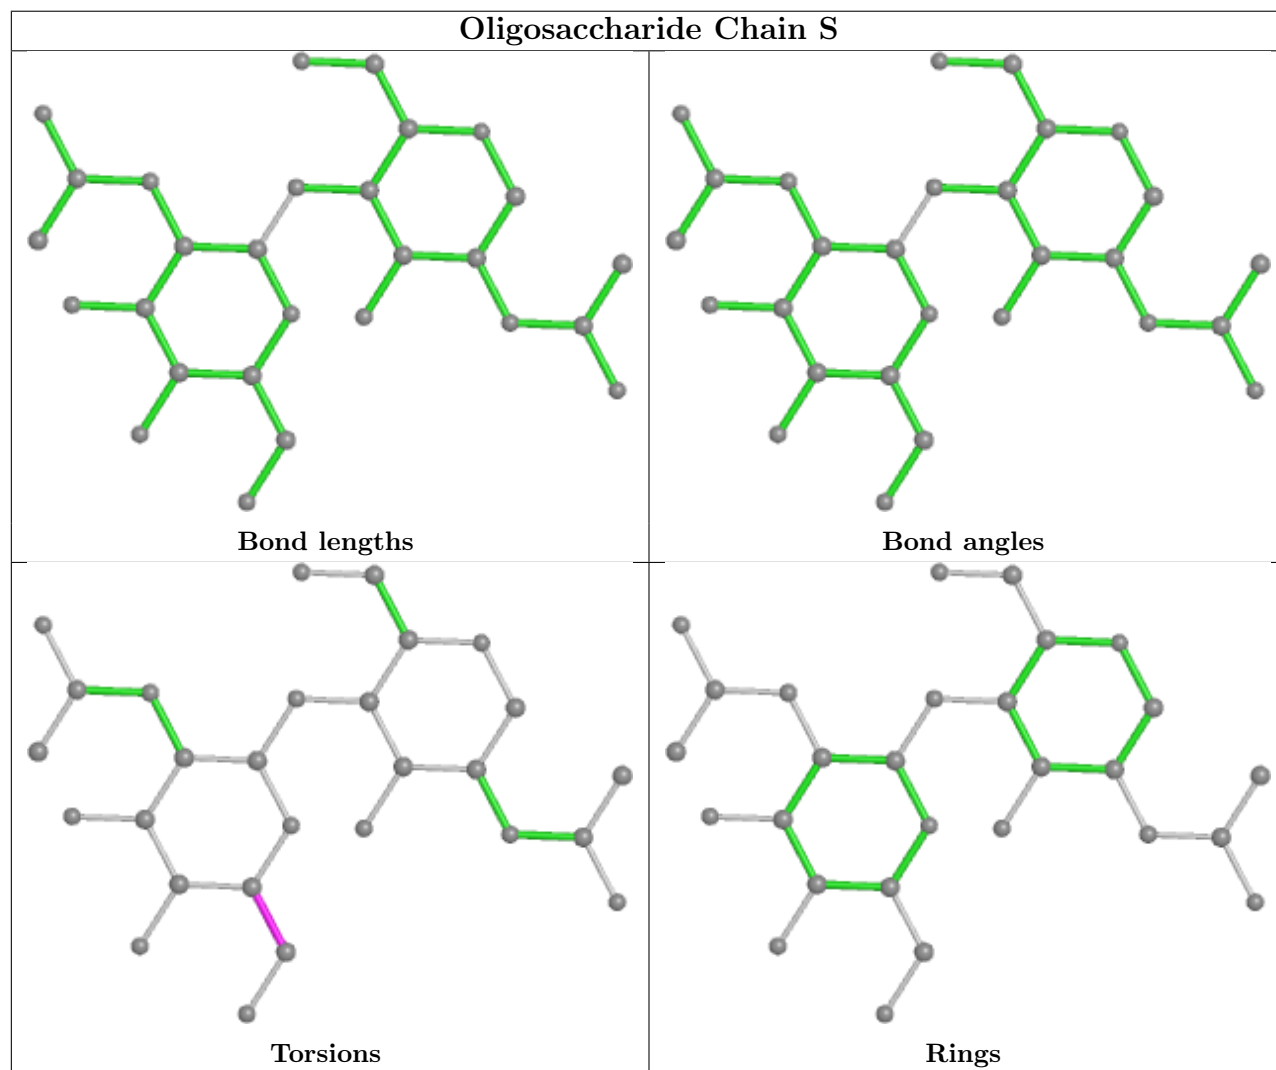 Oligosaccharide Chain S
Bond lengths
Bond angles
Torsions
Rings